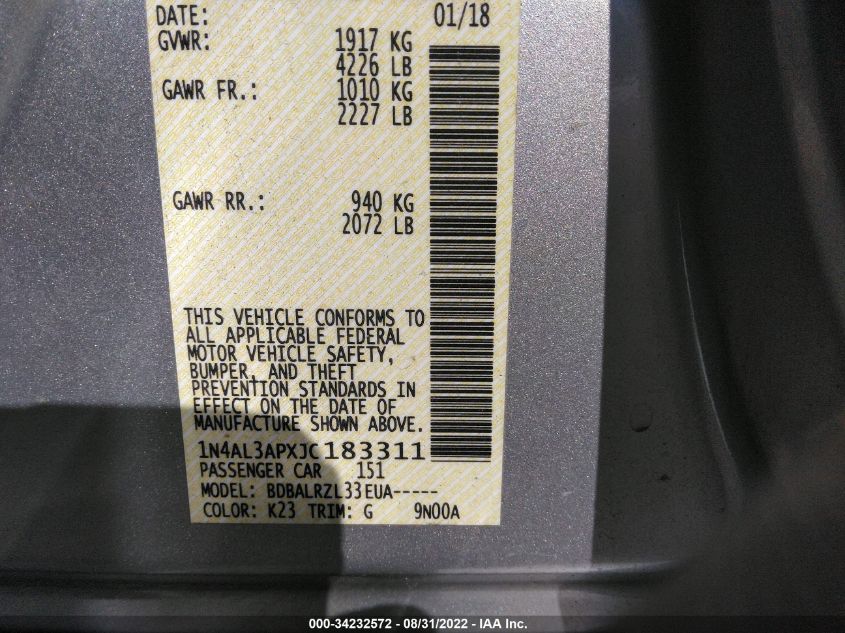 DATE: 01/18
GVWR: 1917 KG
4226 LB
GAWR FR.: 1010 KG
2227 LB
GAWR RR.: 940 KG
2072 LB
THIS VEHICLE CONFORMS TO
ALL APPLICABLE FEDERAL
MOTOR VEHICLE SAFETY,
BUMPER, AND THEFT
PREVENTION STANDARDS IN
EFFECT ON THE DATE OF
MANUFACTURE SHOWN ABOVE.
1N4AL3APXJC183311
PASSENGER CAR 151
MODEL: BDBALRZL33EUA-----
COLOR: K23 TRIM: G 9N00A
000-34232572 - 08/31/2022 - IAA Inc.